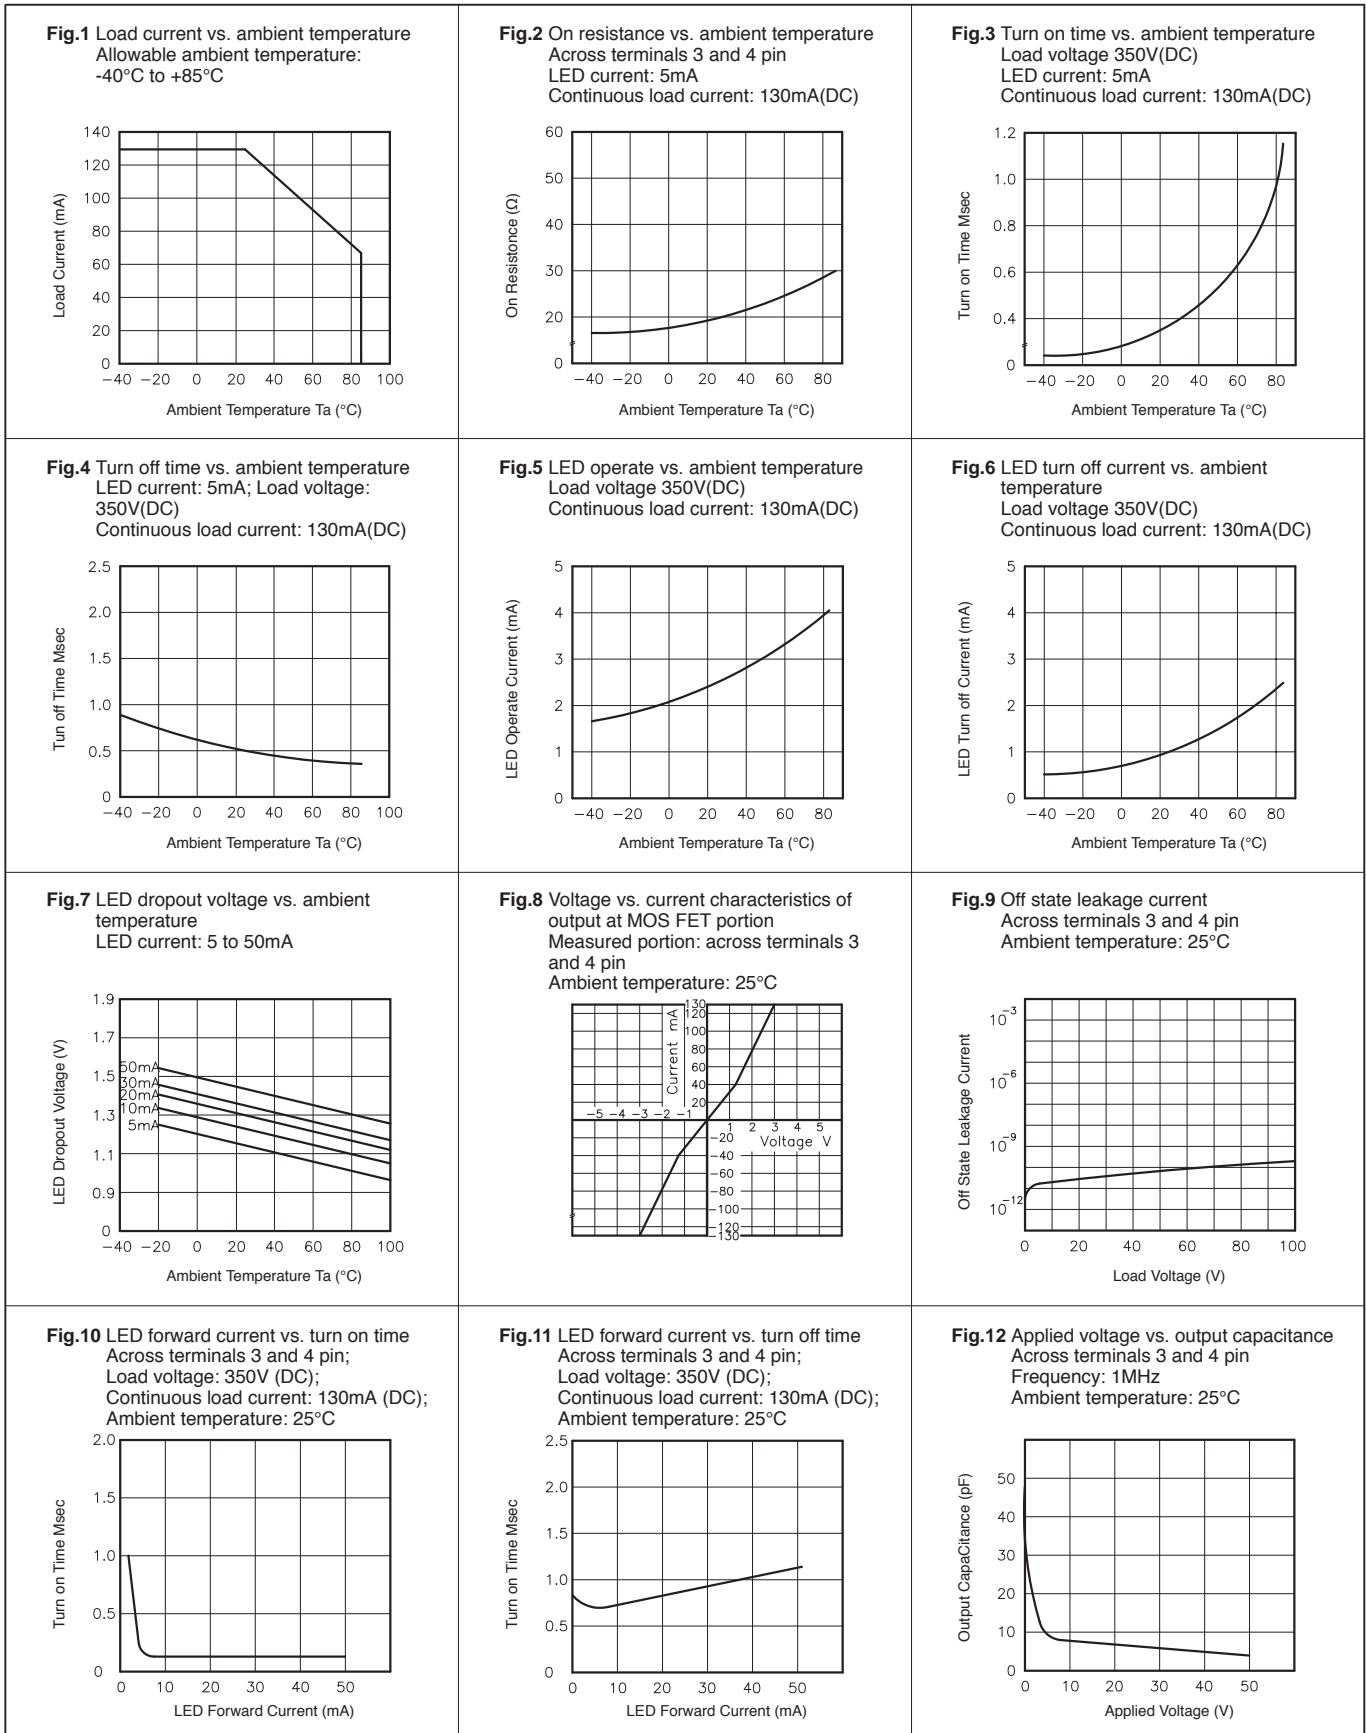 Fig.1 Load current vs. ambient temperature
Allowable ambient temperature:
-40°C to +85°C
140
120
100
80
60
40
20
0
Load Current (mA)
−40 −20 0 20 40 60 80 100
Ambient Temperature Ta (°C)
Fig.2 On resistance vs. ambient temperature
Across terminals 3 and 4 pin
LED current: 5mA
Continuous load current: 130mA(DC)
60
50
40
30
20
0
On Resistonce (Ω)
−40 −20 0 20 40 60 80
Ambient Temperature Ta (°C)
Fig.3 Turn on time vs. ambient temperature
Load voltage 350V(DC)
LED current: 5mA
Continuous load current: 130mA(DC)
1.2
1.0
0.8
0.6
0.4
0
Turn on Time Msec
−40 −20 0 20 40 60 80
Ambient Temperature Ta (°C)
Fig.4 Turn off time vs. ambient temperature
LED current: 5mA; Load voltage:
350V(DC)
Continuous load current: 130mA(DC)
2.5
2.0
1.5
1.0
0.5
0
Tun off Time Msec
−40 −20 0 20 40 60 80 100
Ambient Temperature Ta (°C)
Fig.5 LED operate vs. ambient temperature
Load voltage 350V(DC)
Continuous load current: 130mA(DC)
5
4
3
2
1
0
LED Operate Current (mA)
−40 −20 0 20 40 60 80
Ambient Temperature Ta (°C)
Fig.6 LED turn off current vs. ambient
temperature
Load voltage 350V(DC)
Continuous load current: 130mA(DC)
5
4
3
2
1
0
LED Turn off Current (mA)
−40 −20 0 20 40 60 80
Ambient Temperature Ta (°C)
Fig.7 LED dropout voltage vs. ambient
temperature
LED current: 5 to 50mA
1.9
1.7
1.5
1.3
1.1
0.9
0
LED Dropout Voltage (V)
50mA
30mA
20mA
10mA
5mA
−40 −20 0 20 40 60 80 100
Ambient Temperature Ta (°C)
Fig.8 Voltage vs. current characteristics of
output at MOS FET portion
Measured portion: across terminals 3
and 4 pin
Ambient temperature: 25°C
Current mA
130
120
100
80
60
40
20
−5 −4 −3 −2 −1
1 2 3 4 5
Voltage V
−20
−40
−60
−80
−100
−120
−130
Fig.9 Off state leakage current
Across terminals 3 and 4 pin
Ambient temperature: 25°C
10−3
10−6
10−9
10−12
Off State Leakage Current
0 20 40 60 80 100
Load Voltage (V)
Fig.10 LED forward current vs. turn on time
Across terminals 3 and 4 pin;
Load voltage: 350V (DC);
Continuous load current: 130mA (DC);
Ambient temperature: 25°C
2.0
1.5
1.0
0.5
0
Turn on Time Msec
0 10 20 30 40 50
LED Forward Current (mA)
Fig.11 LED forward current vs. turn off time
Across terminals 3 and 4 pin;
Load voltage: 350V (DC);
Continuous load current: 130mA (DC);
Ambient temperature: 25°C
2.5
2.0
1.5
1.0
0.5
0
Turn on Time Msec
0 10 20 30 40 50
LED Forward Current (mA)
Fig.12 Applied voltage vs. output capacitance
Across terminals 3 and 4 pin
Frequency: 1MHz
Ambient temperature: 25°C
50
40
30
20
10
0
Output CapaCitance (pF)
0 10 20 30 40 50
Applied Voltage (V)